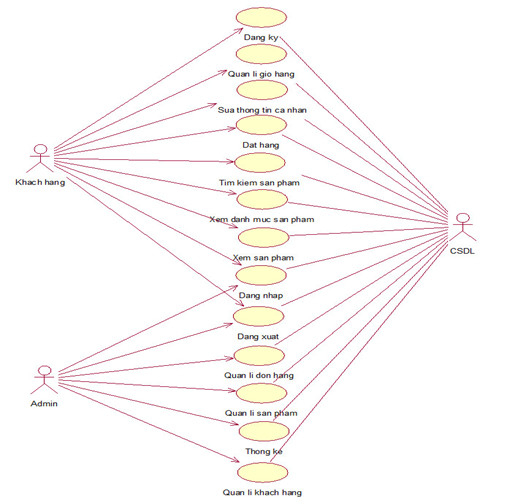 Dang ky
Quan li gio hang
Sua thong tin ca nhan
Dat hang
Khach hang
Tim kiem san pham
Xem danh muc san pham
CSDL
Xem san pham
Dang nhap
Dang xuat
Quan li don hang
Admin
Quan li san pham
Thong ke
Quan li khach hang